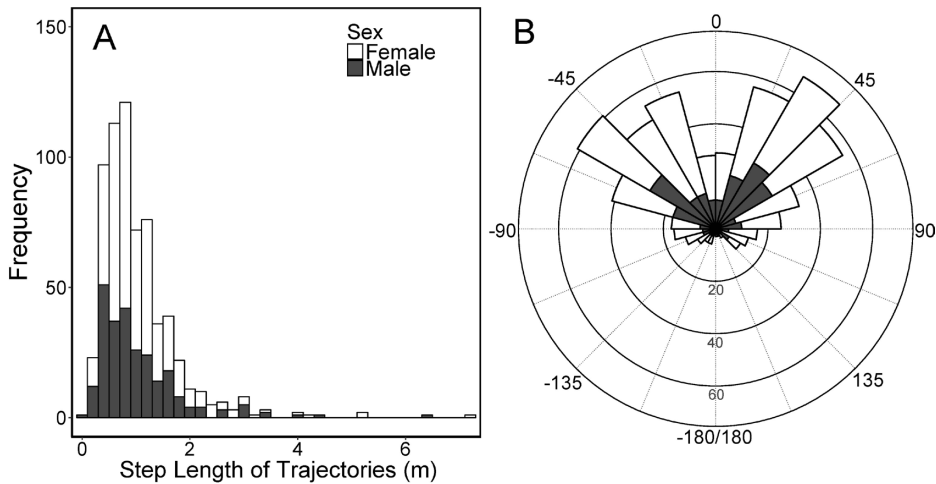 A
Sex
Female
Male
150
100
50
0
Frequency
0 2 4 6
Step Length of Trajectories (m)
B
0
-45 45
-90 90
20
40
60
-135 135
-180/180